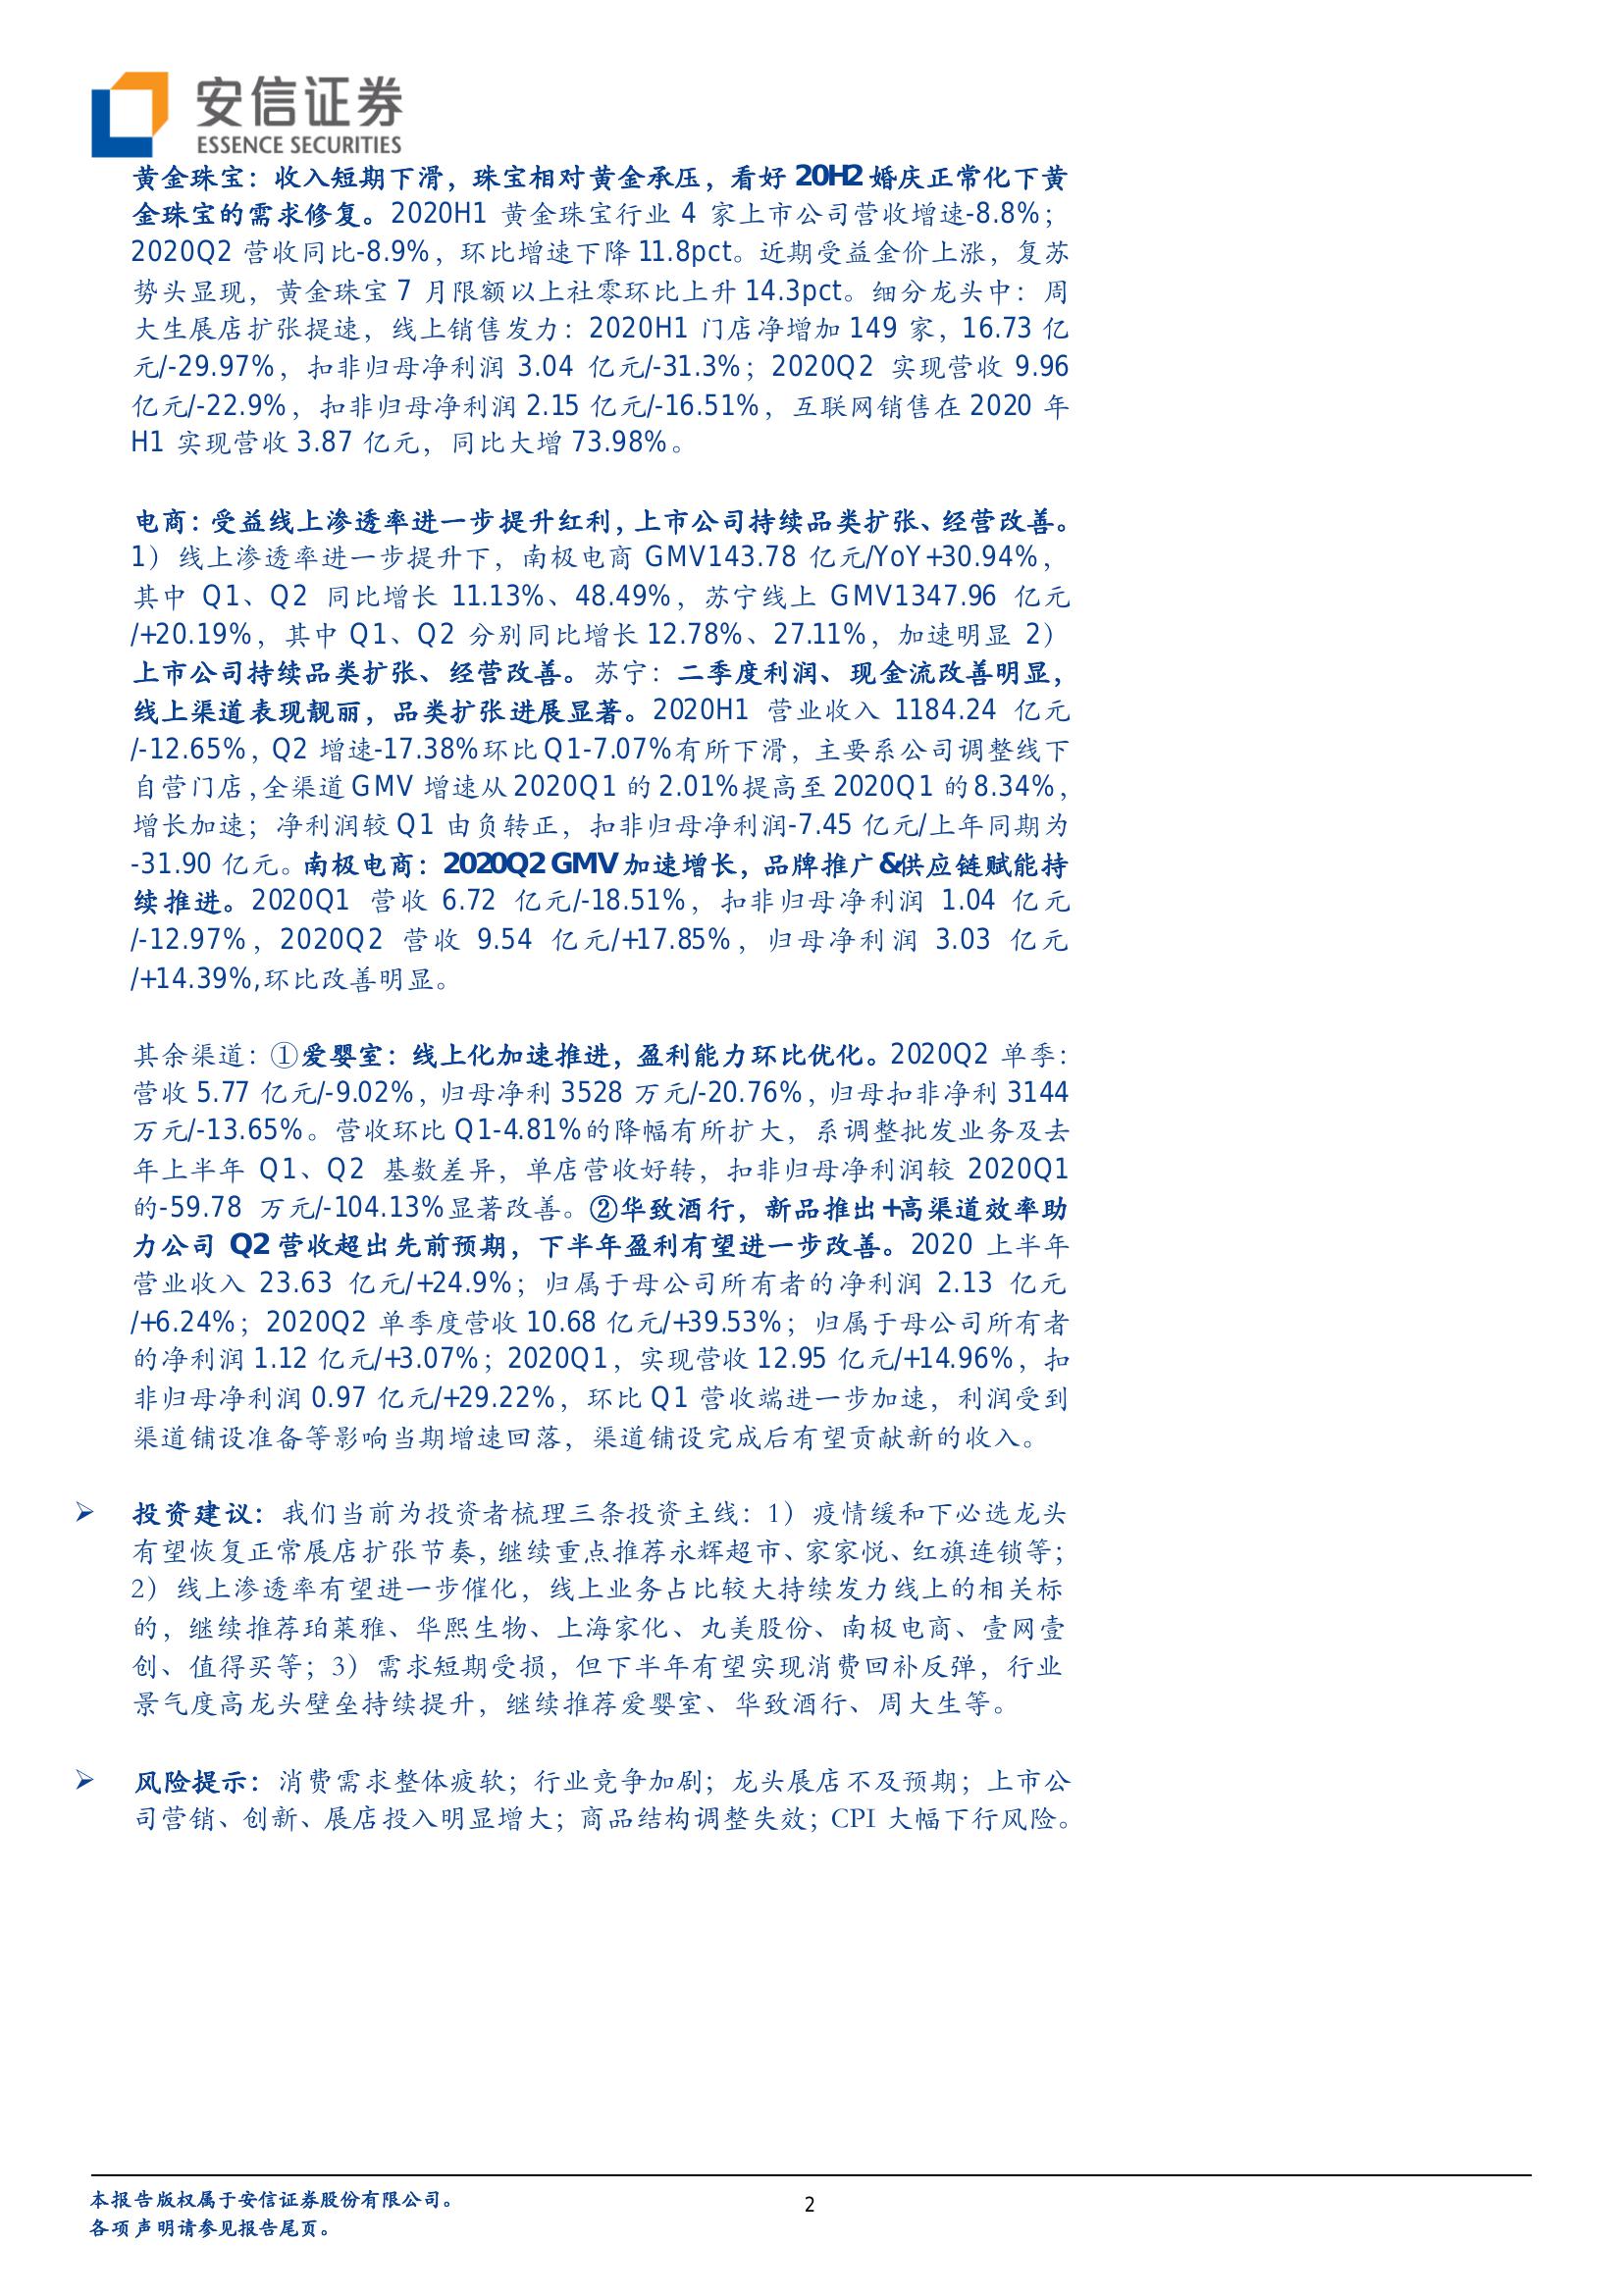 安信证券
ESSENCE SECURITIES
黄金珠宝：收入短期下滑，珠宝相对黄金承压，看好 20H2 婚庆正常化下黄
金珠宝的需求修复。2020H1 黄金珠宝行业 4 家上市公司营收增速-8.8%；
2020Q2 营收同比-8.9%，环比增速下降 11.8pct。近期受益金价上涨，复苏
势头显现，黄金珠宝 7 月限额以上社零环比上升 14.3pct。细分龙头中：周
大生展店扩张提速，线上销售发力：2020H1 门店净增加 149 家，16.73 亿
元/-29.97%，扣非归母净利润 3.04 亿元/-31.3%；2020Q2 实现营收 9.96
亿元/-22.9%，扣非归母净利润 2.15 亿元/-16.51%，互联网销售在 2020 年
H1 实现营收 3.87 亿元，同比大增 73.98%。
电商：受益线上渗透率进一步提升红利，上市公司持续品类扩张、经营改善。
1）线上渗透率进一步提升下，南极电商 GMV143.78 亿元/YoY+30.94%，
其中 Q1、Q2 同比增长 11.13%、48.49%，苏宁线上 GMV1347.96 亿元
/+20.19%，其中 Q1、Q2 分别同比增长 12.78%、27.11%，加速明显 2）
上市公司持续品类扩张、经营改善。苏宁：二季度利润、现金流改善明显，
线上渠道表现靓丽，品类扩张进展显著。2020H1 营业收入 1184.24 亿元
/-12.65%，Q2 增速-17.38%环比 Q1-7.07%有所下滑，主要系公司调整线下
自营门店，全渠道 GMV 增速从 2020Q1 的 2.01%提高至 2020Q1 的 8.34%，
增长加速；净利润较 Q1 由负转正，扣非归母净利润-7.45 亿元/上年同期为
-31.90 亿元。南极电商：2020Q2 GMV 加速增长，品牌推广&供应链赋能持
续推进。2020Q1 营收 6.72 亿元/-18.51%，扣非归母净利润 1.04 亿元
/-12.97%，2020Q2 营收 9.54 亿元/+17.85%，归母净利润 3.03 亿元
/+14.39%,环比改善明显。
其余渠道：①爱婴室：线上化加速推进，盈利能力环比优化。2020Q2 单季：
营收 5.77 亿元/-9.02%，归母净利 3528 万元/-20.76%，归母扣非净利 3144
万元/-13.65%。营收环比 Q1-4.81%的降幅有所扩大，系调整批发业务及去
年上半年 Q1、Q2 基数差异，单店营收好转，扣非归母净利润较 2020Q1
的-59.78 万元/-104.13%显著改善。②华致酒行，新品推出+高渠道效率助
力公司 Q2 营收超出先前预期，下半年盈利有望进一步改善。2020 上半年
营业收入 23.63 亿元/+24.9%；归属于母公司所有者的净利润 2.13 亿元
/+6.24%；2020Q2 单季度营收 10.68 亿元/+39.53%；归属于母公司所有者
的净利润 1.12 亿元/+3.07%；2020Q1，实现营收 12.95 亿元/+14.96%，扣
非归母净利润 0.97 亿元/+29.22%，环比 Q1 营收端进一步加速，利润受到
渠道铺设准备等影响当期增速回落，渠道铺设完成后有望贡献新的收入。
➢ 投资建议：我们当前为投资者梳理三条投资主线：1）疫情缓和下必选龙头
有望恢复正常展店扩张节奏，继续重点推荐永辉超市、家家悦、红旗连锁等；
2）线上渗透率有望进一步催化，线上业务占比较大持续发力线上的相关标
的，继续推荐珀莱雅、华熙生物、上海家化、丸美股份、南极电商、壹网壹
创、值得买等；3）需求短期受损，但下半年有望实现消费回补反弹，行业
景气度高龙头壁垒持续提升，继续推荐爱婴室、华致酒行、周大生等。
➢ 风险提示：消费需求整体疲软；行业竞争加剧；龙头展店不及预期；上市公
司营销、创新、展店投入明显增大；商品结构调整失效；CPI 大幅下行风险。
本报告版权属于安信证券股份有限公司。
各项声明请参见报告尾页。
2